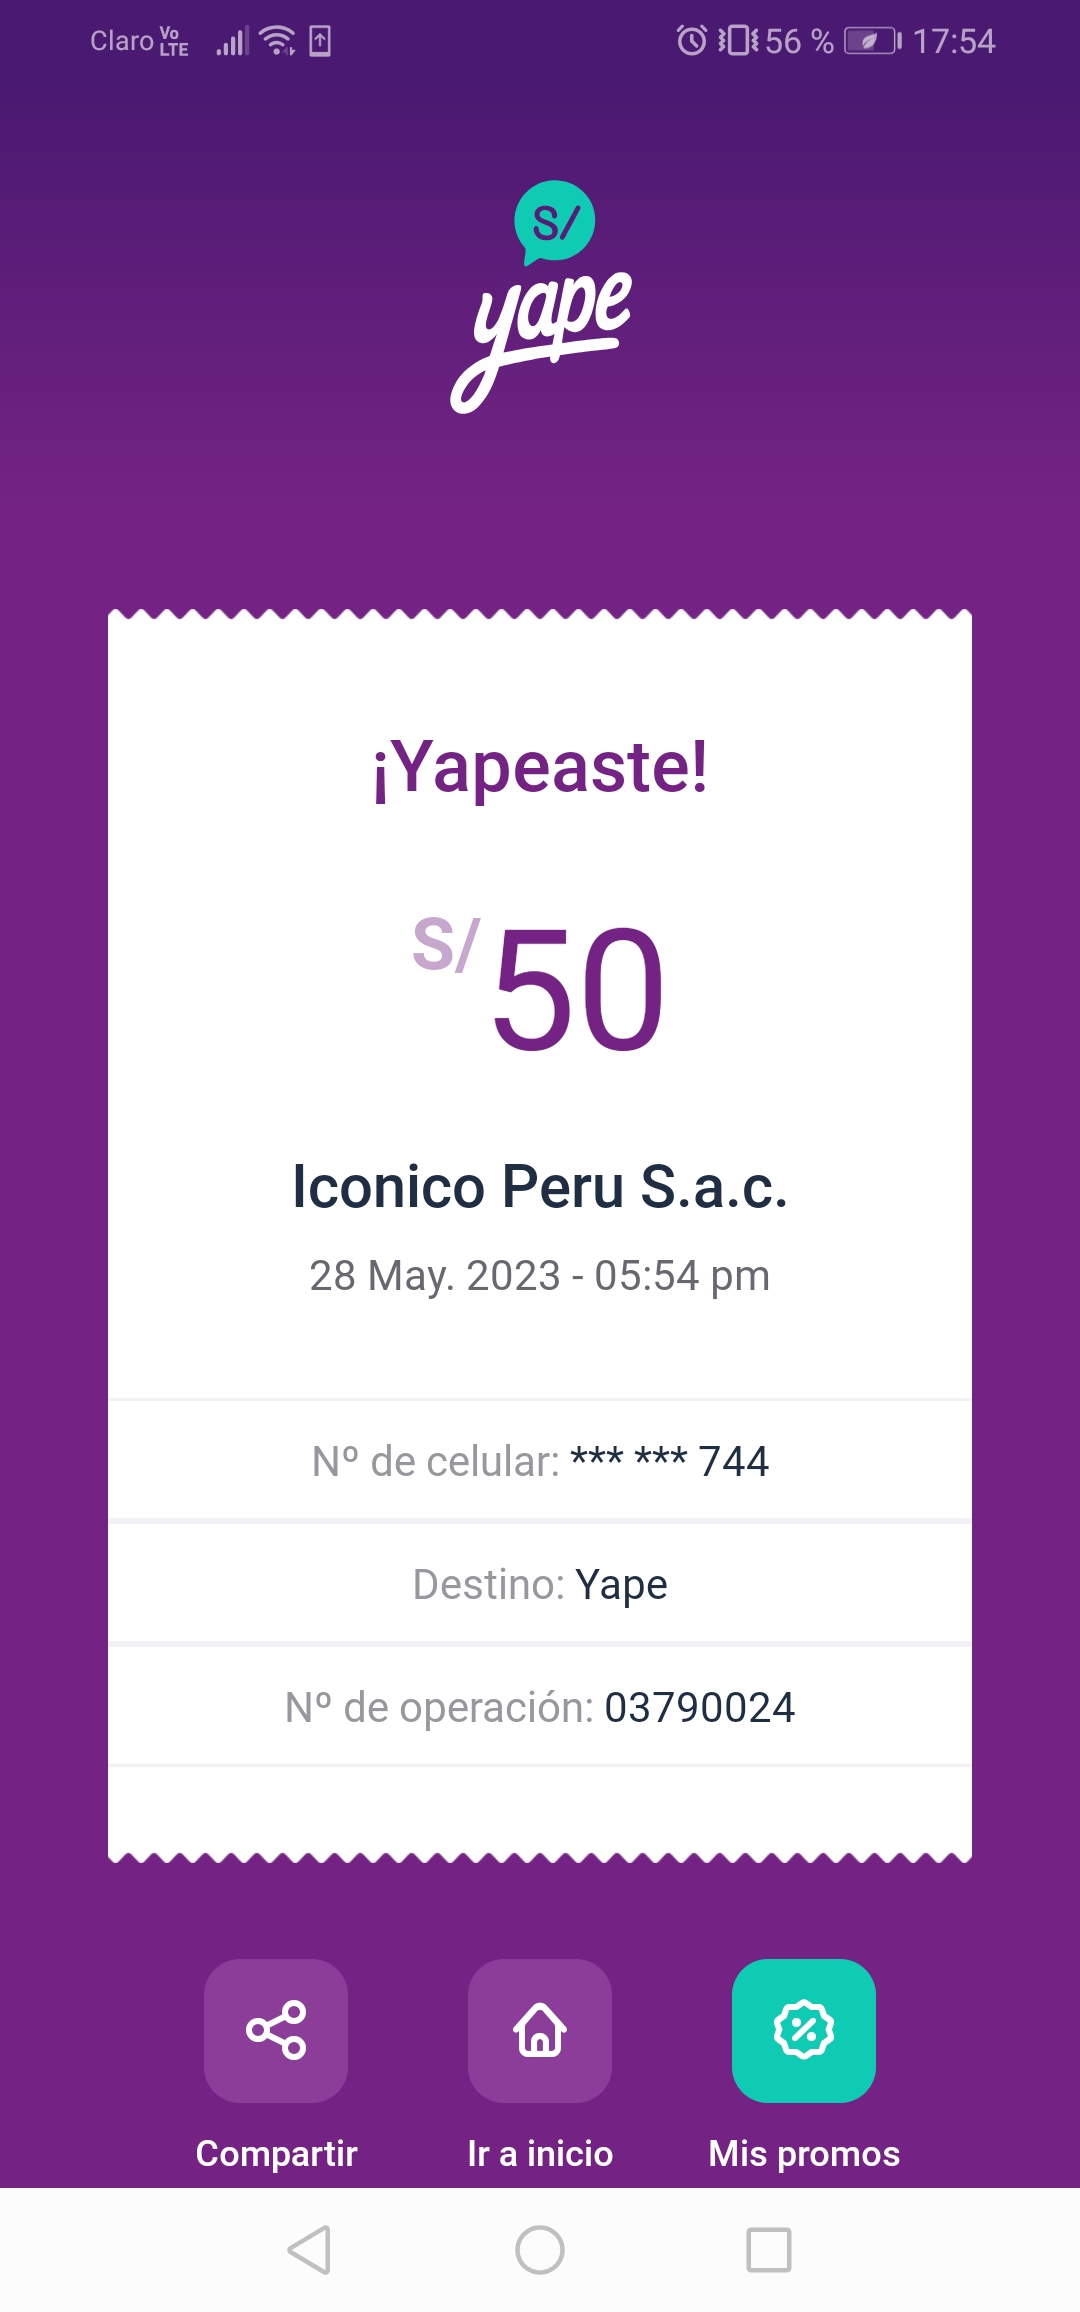 Claro Vo LTE 56 % 17:54
S/
yape
¡Yapeaste!
S/ 50
Iconico Peru S.a.c.
28 May. 2023 - 05:54 pm
Nº de celular: *** *** 744
Destino: Yape
Nº de operación: 03790024
Compartir Ir a inicio Mis promos